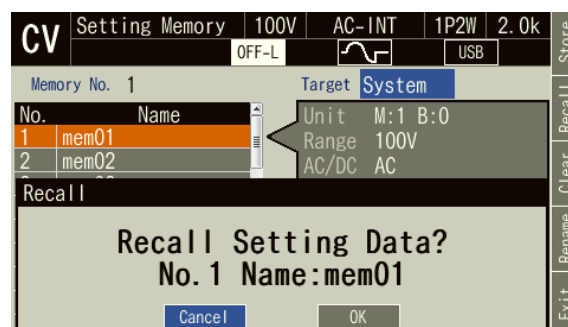 CV Setting Memory 100V AC-INT 1P2W 2.0k
OFF-L USB
Memory No. 1 Target System
No. Name
1 mem01
2 mem02
Unit M:1 B:0
Range 100V
AC/DC AC
Recall
Recall Setting Data?
No.1 Name:mem01
Cancel OK
Store
Recall
Clear
Rename
Exit